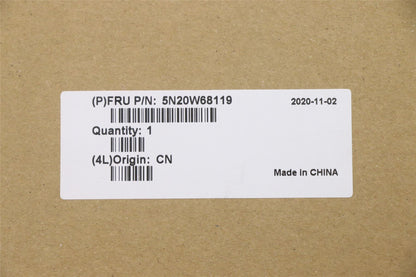 (P)FRU P/N: 5N20W68119
2020-11-02
Quantity: 1
(4L)Origin: CN
Made in CHINA